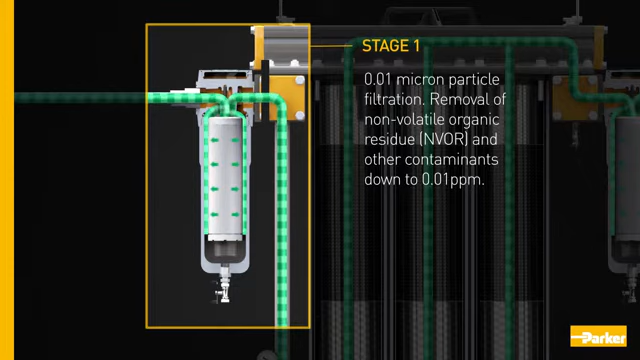 STAGE 1
0.01 micron particle
filtration. Removal of
non-volatile organic
residue (NVOR) and
other contaminants
down to 0.01ppm.
Parker